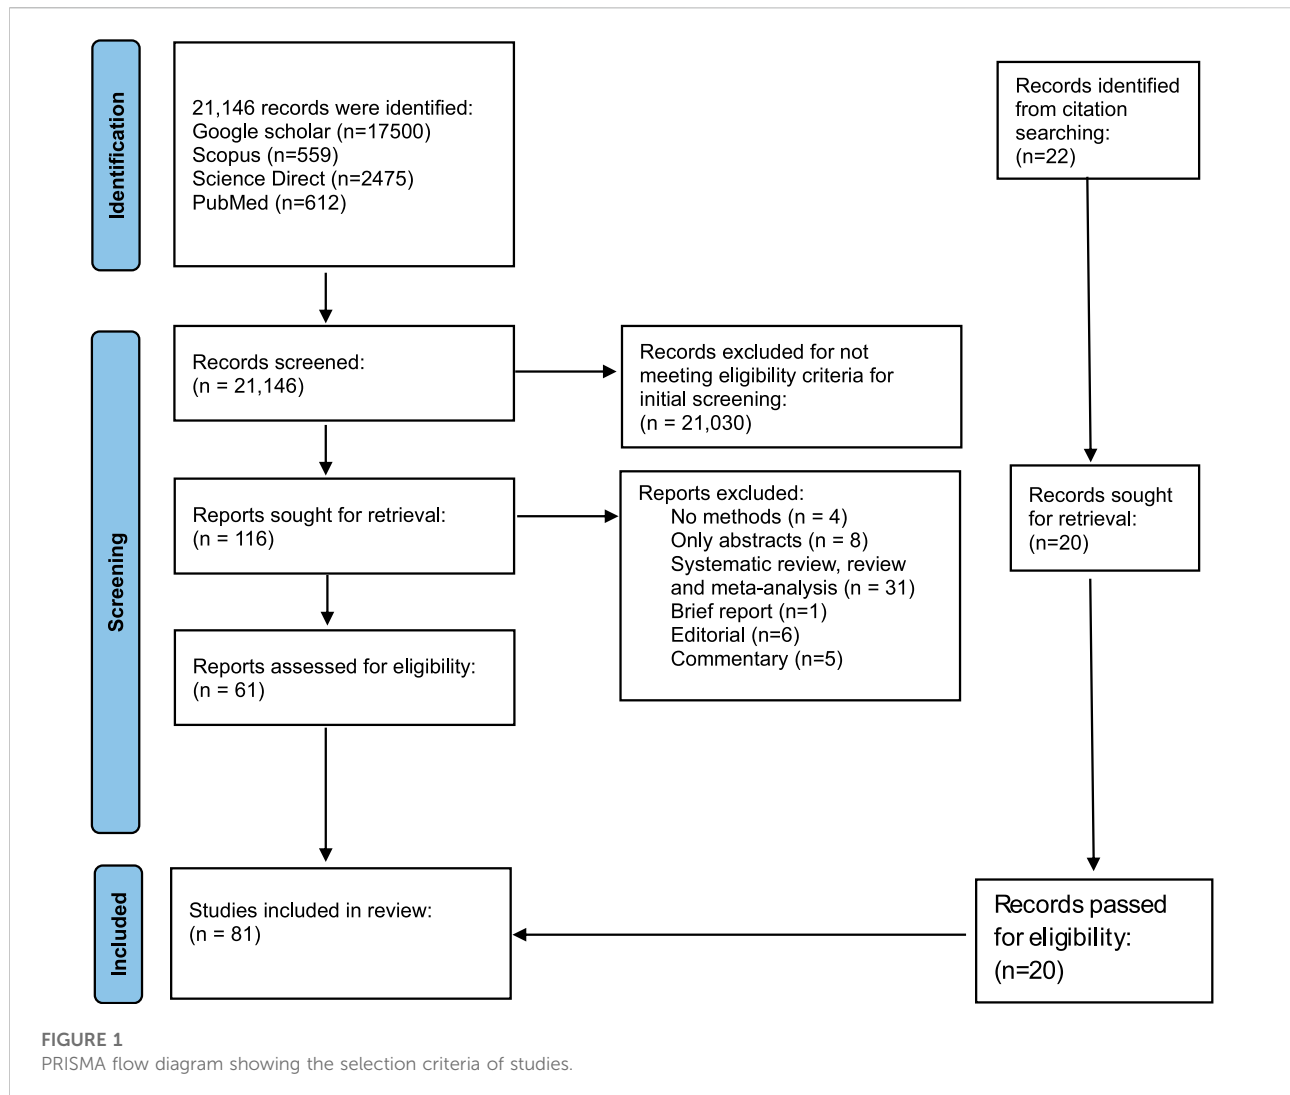 Identification
21,146 records were identified:
Google scholar (n=17500)
Scopus (n=559)
Science Direct (n=2475)
PubMed (n=612)
Records identified
from citation
searching:
(n=22)
Screening
Records screened:
(n = 21,146)
Records excluded for not
meeting eligibility criteria for
initial screening:
(n = 21,030)
Reports sought for retrieval:
(n = 116)
Reports excluded:
No methods (n = 4)
Only abstracts (n = 8)
Systematic review, review
and meta-analysis (n = 31)
Brief report (n=1)
Editorial (n=6)
Commentary (n=5)
Records sought
for retrieval:
(n=20)
Reports assessed for eligibility:
(n = 61)
Included
Studies included in review:
(n = 81)
Records passed
for eligibility:
(n=20)
FIGURE 1
PRISMA flow diagram showing the selection criteria of studies.